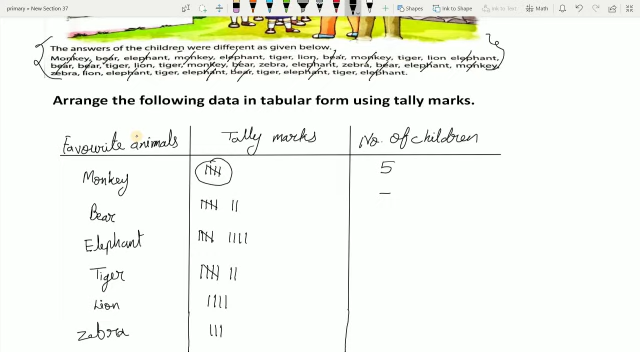 primary » New Section 37
Shapes
Ink to Shape
Ink to Text
Math
The answers of the children were different as given below.
Monkey, bear, elephant, monkey, elephant, tiger, lion, bear, monkey, tiger, lion elephant,
bear, bear, tiger, lion, tiger, monkey, bear, zebra, elephant, zebra, bear, elephant, monkey,
zebra, lion, elephant, tiger, elephant, bear, tiger, elephant, tiger, elephant.
Arrange the following data in tabular form using tally marks.
Favourite animals Tally marks No. of children
Monkey 5
Bear
Elephant
Tiger
Lion
Zebra